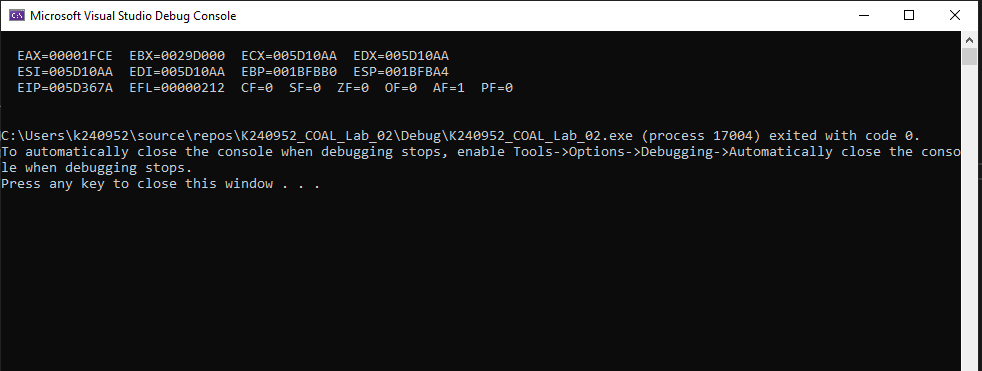 Microsoft Visual Studio Debug Console
EAX=00001FCE  EBX=0029D000  ECX=005D10AA  EDX=005D10AA
ESI=005D10AA  EDI=005D10AA  EBP=001BFBB0  ESP=001BFBA4
EIP=005D367A  EFL=00000212  CF=0  SF=0  ZF=0  OF=0  AF=1  PF=0
C:\Users\k240952\source\repos\K240952_COAL_Lab_02\Debug\K240952_COAL_Lab_02.exe (process 17004) exited with code 0.
To automatically close the console when debugging stops, enable Tools->Options->Debugging->Automatically close the conso
le when debugging stops.
Press any key to close this window . . .